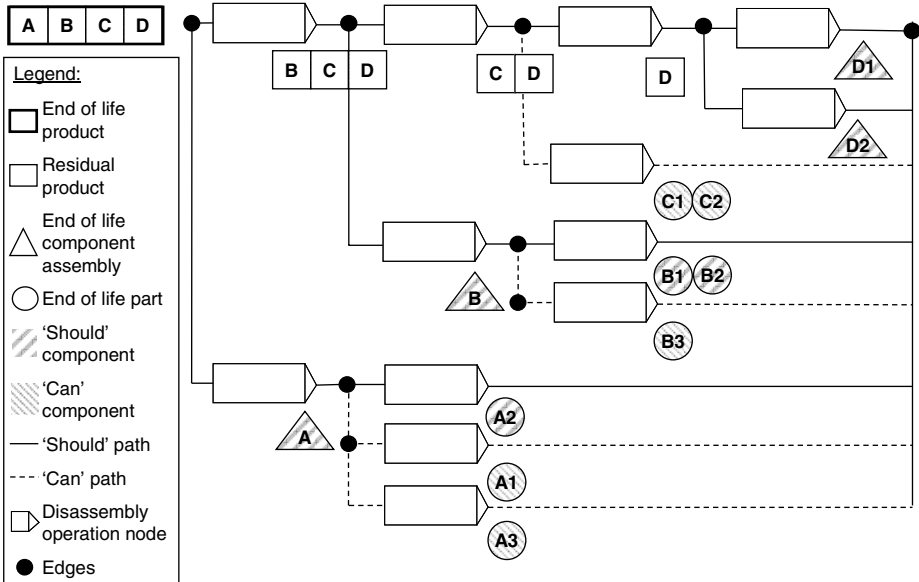 A B C D
Legend:
End of life
product
Residual
product
End of life
component
assembly
End of life part
'Should'
component
'Can'
component
'Should' path
'Can' path
Disassembly
operation node
Edges
B C D
C D
D
D1
D2
C1 C2
B
B1 B2
B3
A
A2
A1
A3